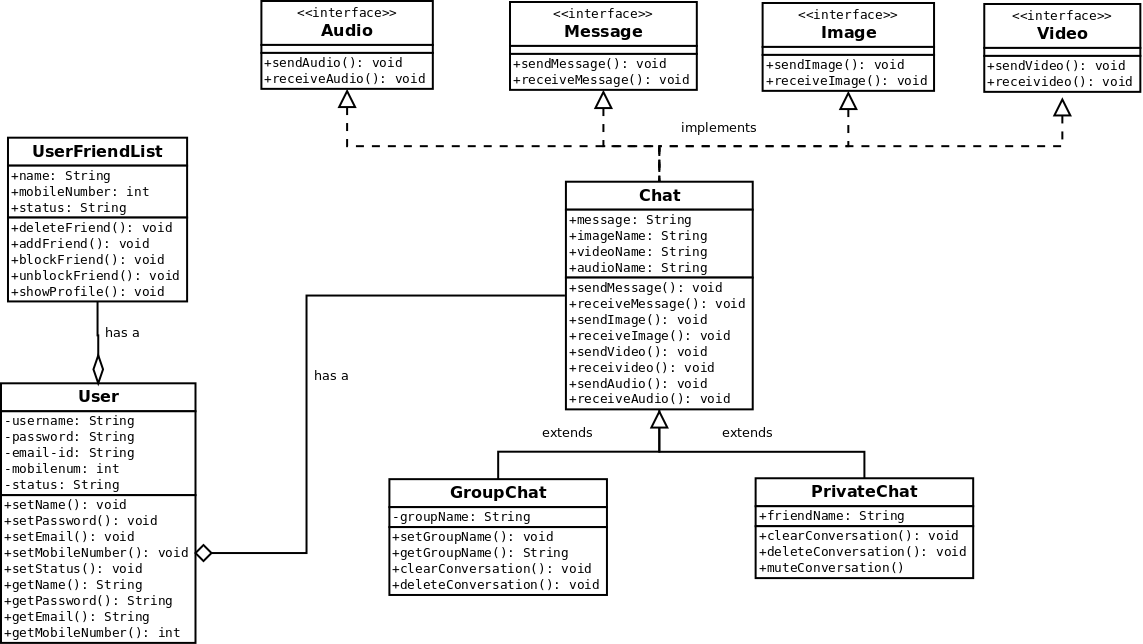 <<interface>>
Audio
+sendAudio(): void
+receiveAudio(): void
<<interface>>
Message
+sendMessage(): void
+receiveMessage(): void
<<interface>>
Image
+sendImage(): void
+receiveImage(): void
<<interface>>
Video
+sendVideo(): void
+receivideo(): void
implements
UserFriendList
+name: String
+mobileNumber: int
+status: String
+deleteFriend(): void
+addFriend(): void
+blockFriend(): void
+unblockFriend(): void
+showProfile(): void
has a
Chat
+message: String
+imageName: String
+videoName: String
+audioName: String
+sendMessage(): void
+receiveMessage(): void
+sendImage(): void
+receiveImage(): void
+sendVideo(): void
+receivideo(): void
+sendAudio(): void
+receiveAudio(): void
has a
User
-username: String
-password: String
-email-id: String
-mobilenum: int
-status: String
+setName(): void
+setPassword(): void
+setEmail(): void
+setMobileNumber(): void
+setStatus(): void
+getName(): String
+getPassword(): String
+getEmail(): String
+getMobileNumber(): int
extends
extends
GroupChat
-groupName: String
+setGroupName(): void
+getGroupName(): String
+clearConversation(): void
+deleteConversation(): void
PrivateChat
+friendName: String
+clearConversation(): void
+deleteConversation(): void
+muteConversation()